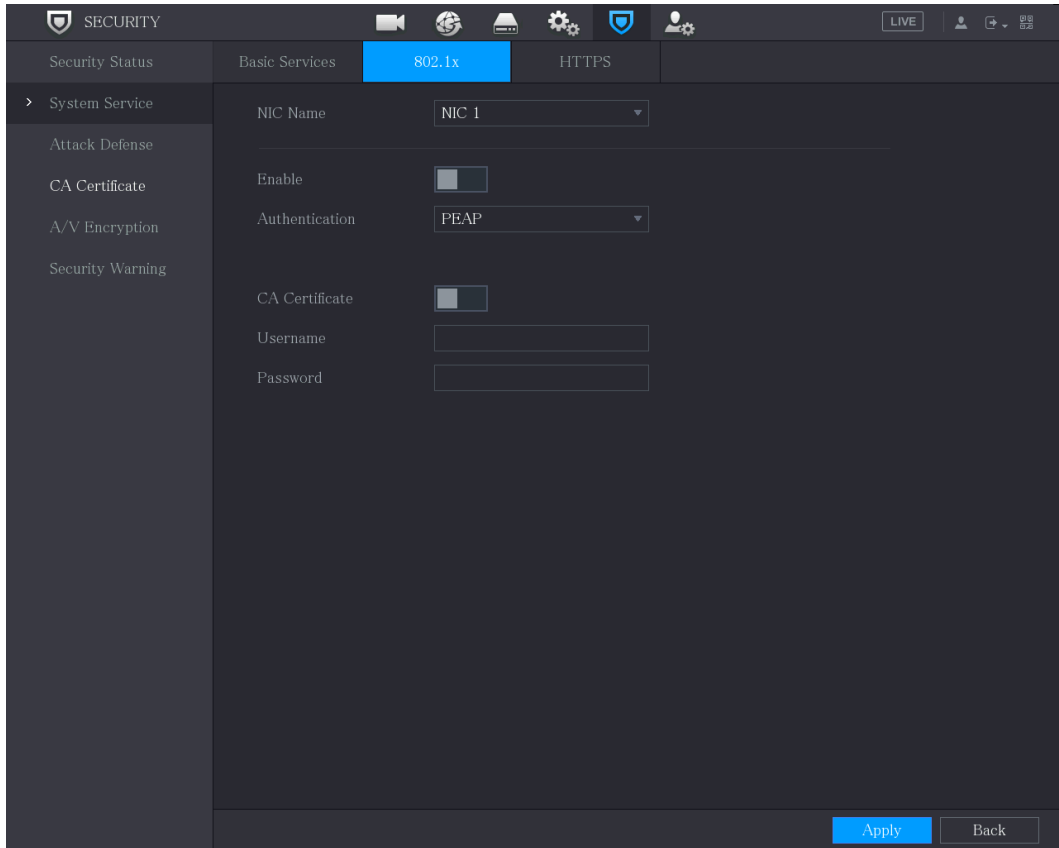 SECURITY
LIVE
Security Status
System Service
Attack Defense
CA Certificate
A/V Encryption
Security Warning
Basic Services 802.1x HTTPS
NIC Name NIC 1
Enable
Authentication PEAP
CA Certificate
Username
Password
Apply Back